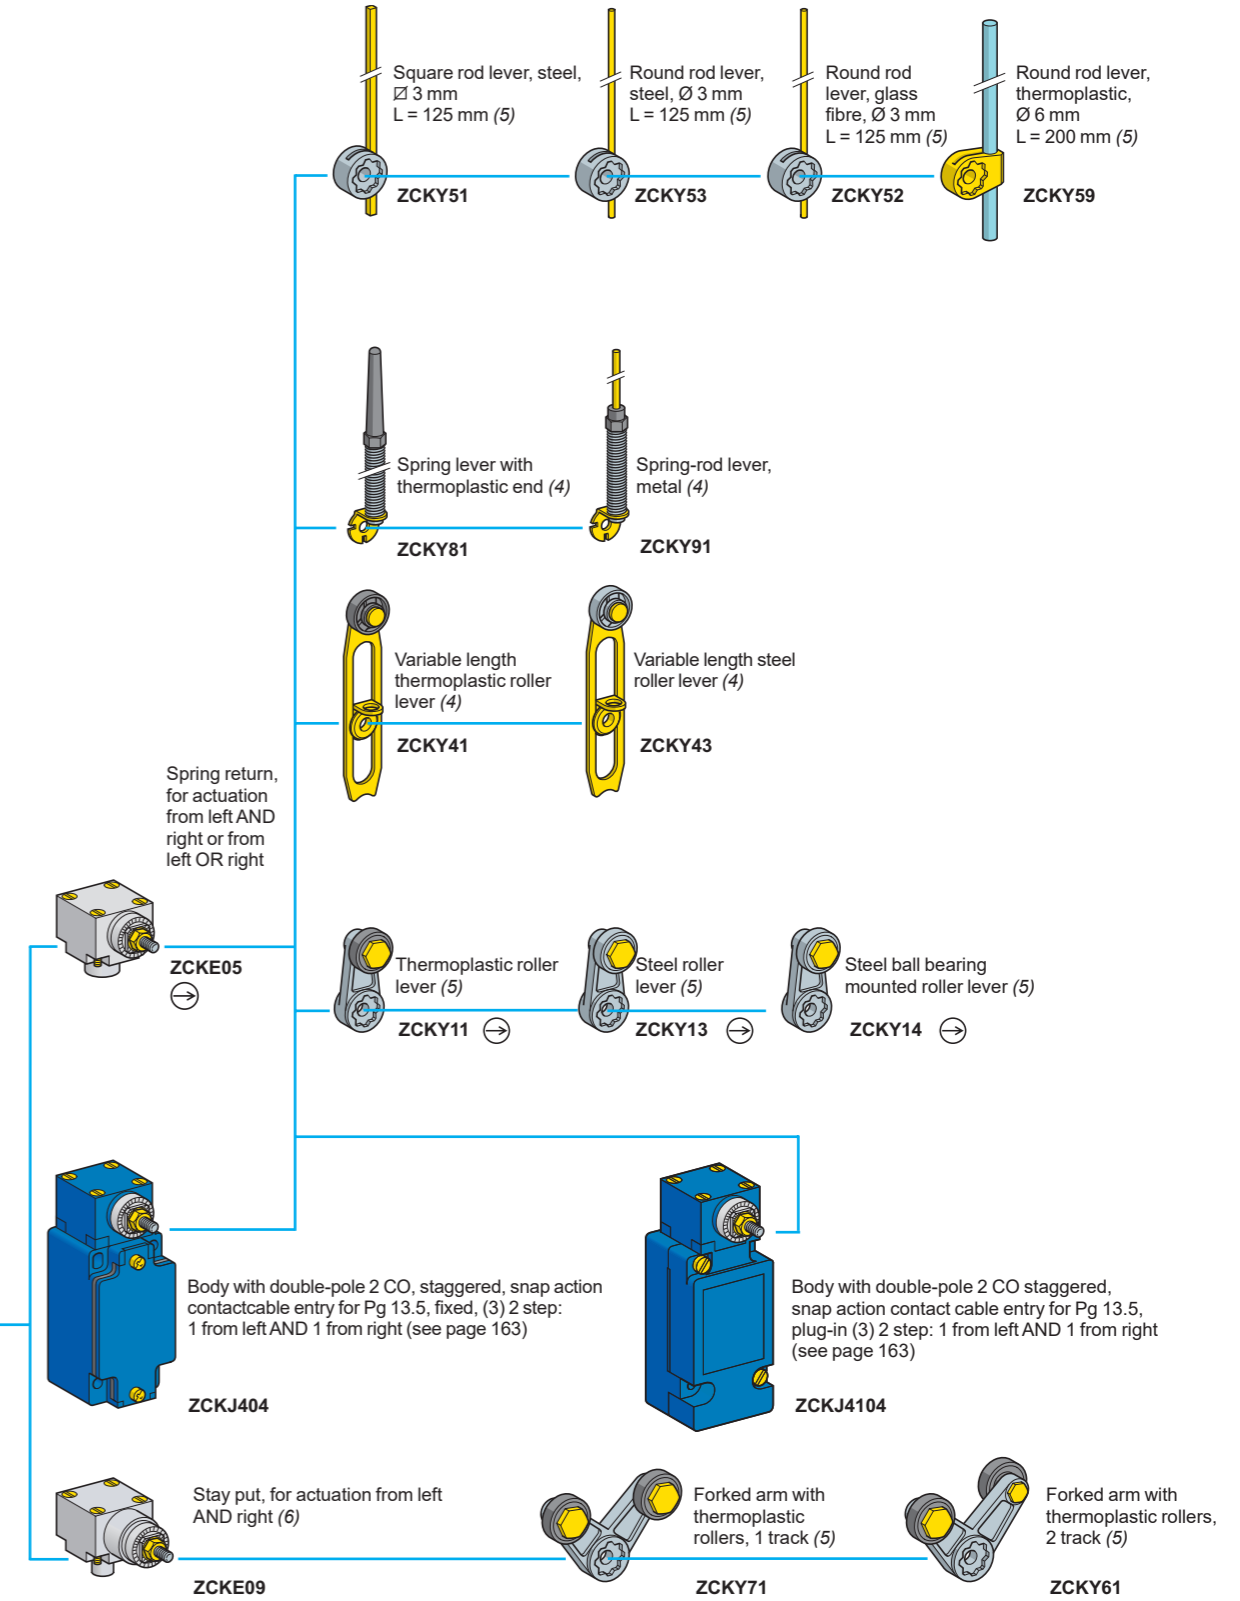 Square rod lever, steel,
⍁ 3 mm
L = 125 mm (5)
ZCKY51
Round rod lever,
steel, Ø 3 mm
L = 125 mm (5)
ZCKY53
Round rod
lever, glass
fibre, Ø 3 mm
L = 125 mm (5)
ZCKY52
Round rod lever,
thermoplastic,
Ø 6 mm
L = 200 mm (5)
ZCKY59
Spring lever with
thermoplastic end (4)
ZCKY81
Spring-rod lever,
metal (4)
ZCKY91
Variable length
thermoplastic roller
lever (4)
ZCKY41
Variable length steel
roller lever (4)
ZCKY43
Spring return,
for actuation
from left AND
right or from
left OR right
ZCKE05
Thermoplastic roller
lever (5)
ZCKY11
Steel roller
lever (5)
ZCKY13
Steel ball bearing
mounted roller lever (5)
ZCKY14
Body with double-pole 2 CO, staggered, snap action
contactcable entry for Pg 13.5, fixed, (3) 2 step:
1 from left AND 1 from right (see page 163)
ZCKJ404
Body with double-pole 2 CO staggered,
snap action contact cable entry for Pg 13.5,
plug-in (3) 2 step: 1 from left AND 1 from right
(see page 163)
ZCKJ4104
Stay put, for actuation from left
AND right (6)
ZCKE09
Forked arm with
thermoplastic
rollers, 1 track (5)
ZCKY71
Forked arm with
thermoplastic rollers,
2 track (5)
ZCKY61